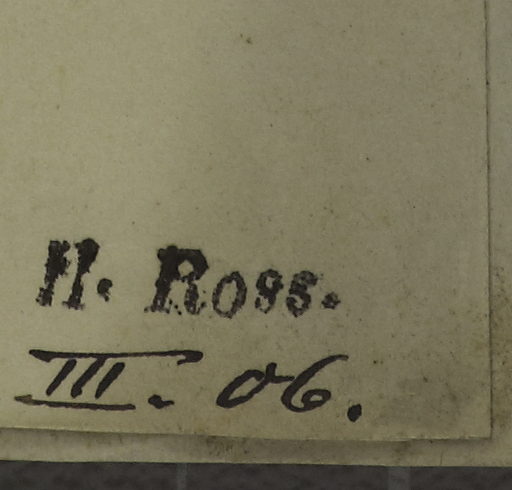 H. Ross.
III. 06.